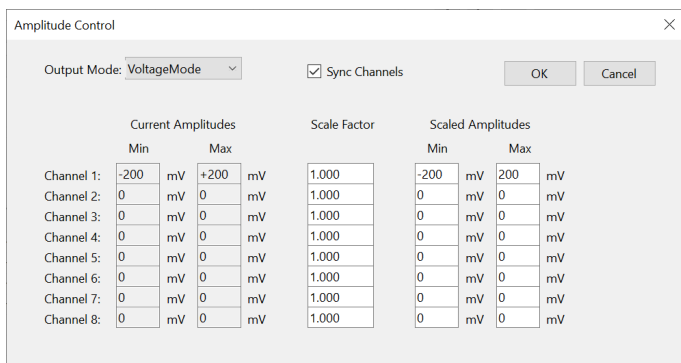 Amplitude Control
Output Mode: VoltageMode Sync Channels OK Cancel
Current Amplitudes Scale Factor Scaled Amplitudes
Min Max Min Max
Channel 1: -200 mV +200 mV 1.000 -200 mV 200 mV
Channel 2: 0 mV 0 mV 1.000 0 mV 0 mV
Channel 3: 0 mV 0 mV 1.000 0 mV 0 mV
Channel 4: 0 mV 0 mV 1.000 0 mV 0 mV
Channel 5: 0 mV 0 mV 1.000 0 mV 0 mV
Channel 6: 0 mV 0 mV 1.000 0 mV 0 mV
Channel 7: 0 mV 0 mV 1.000 0 mV 0 mV
Channel 8: 0 mV 0 mV 1.000 0 mV 0 mV